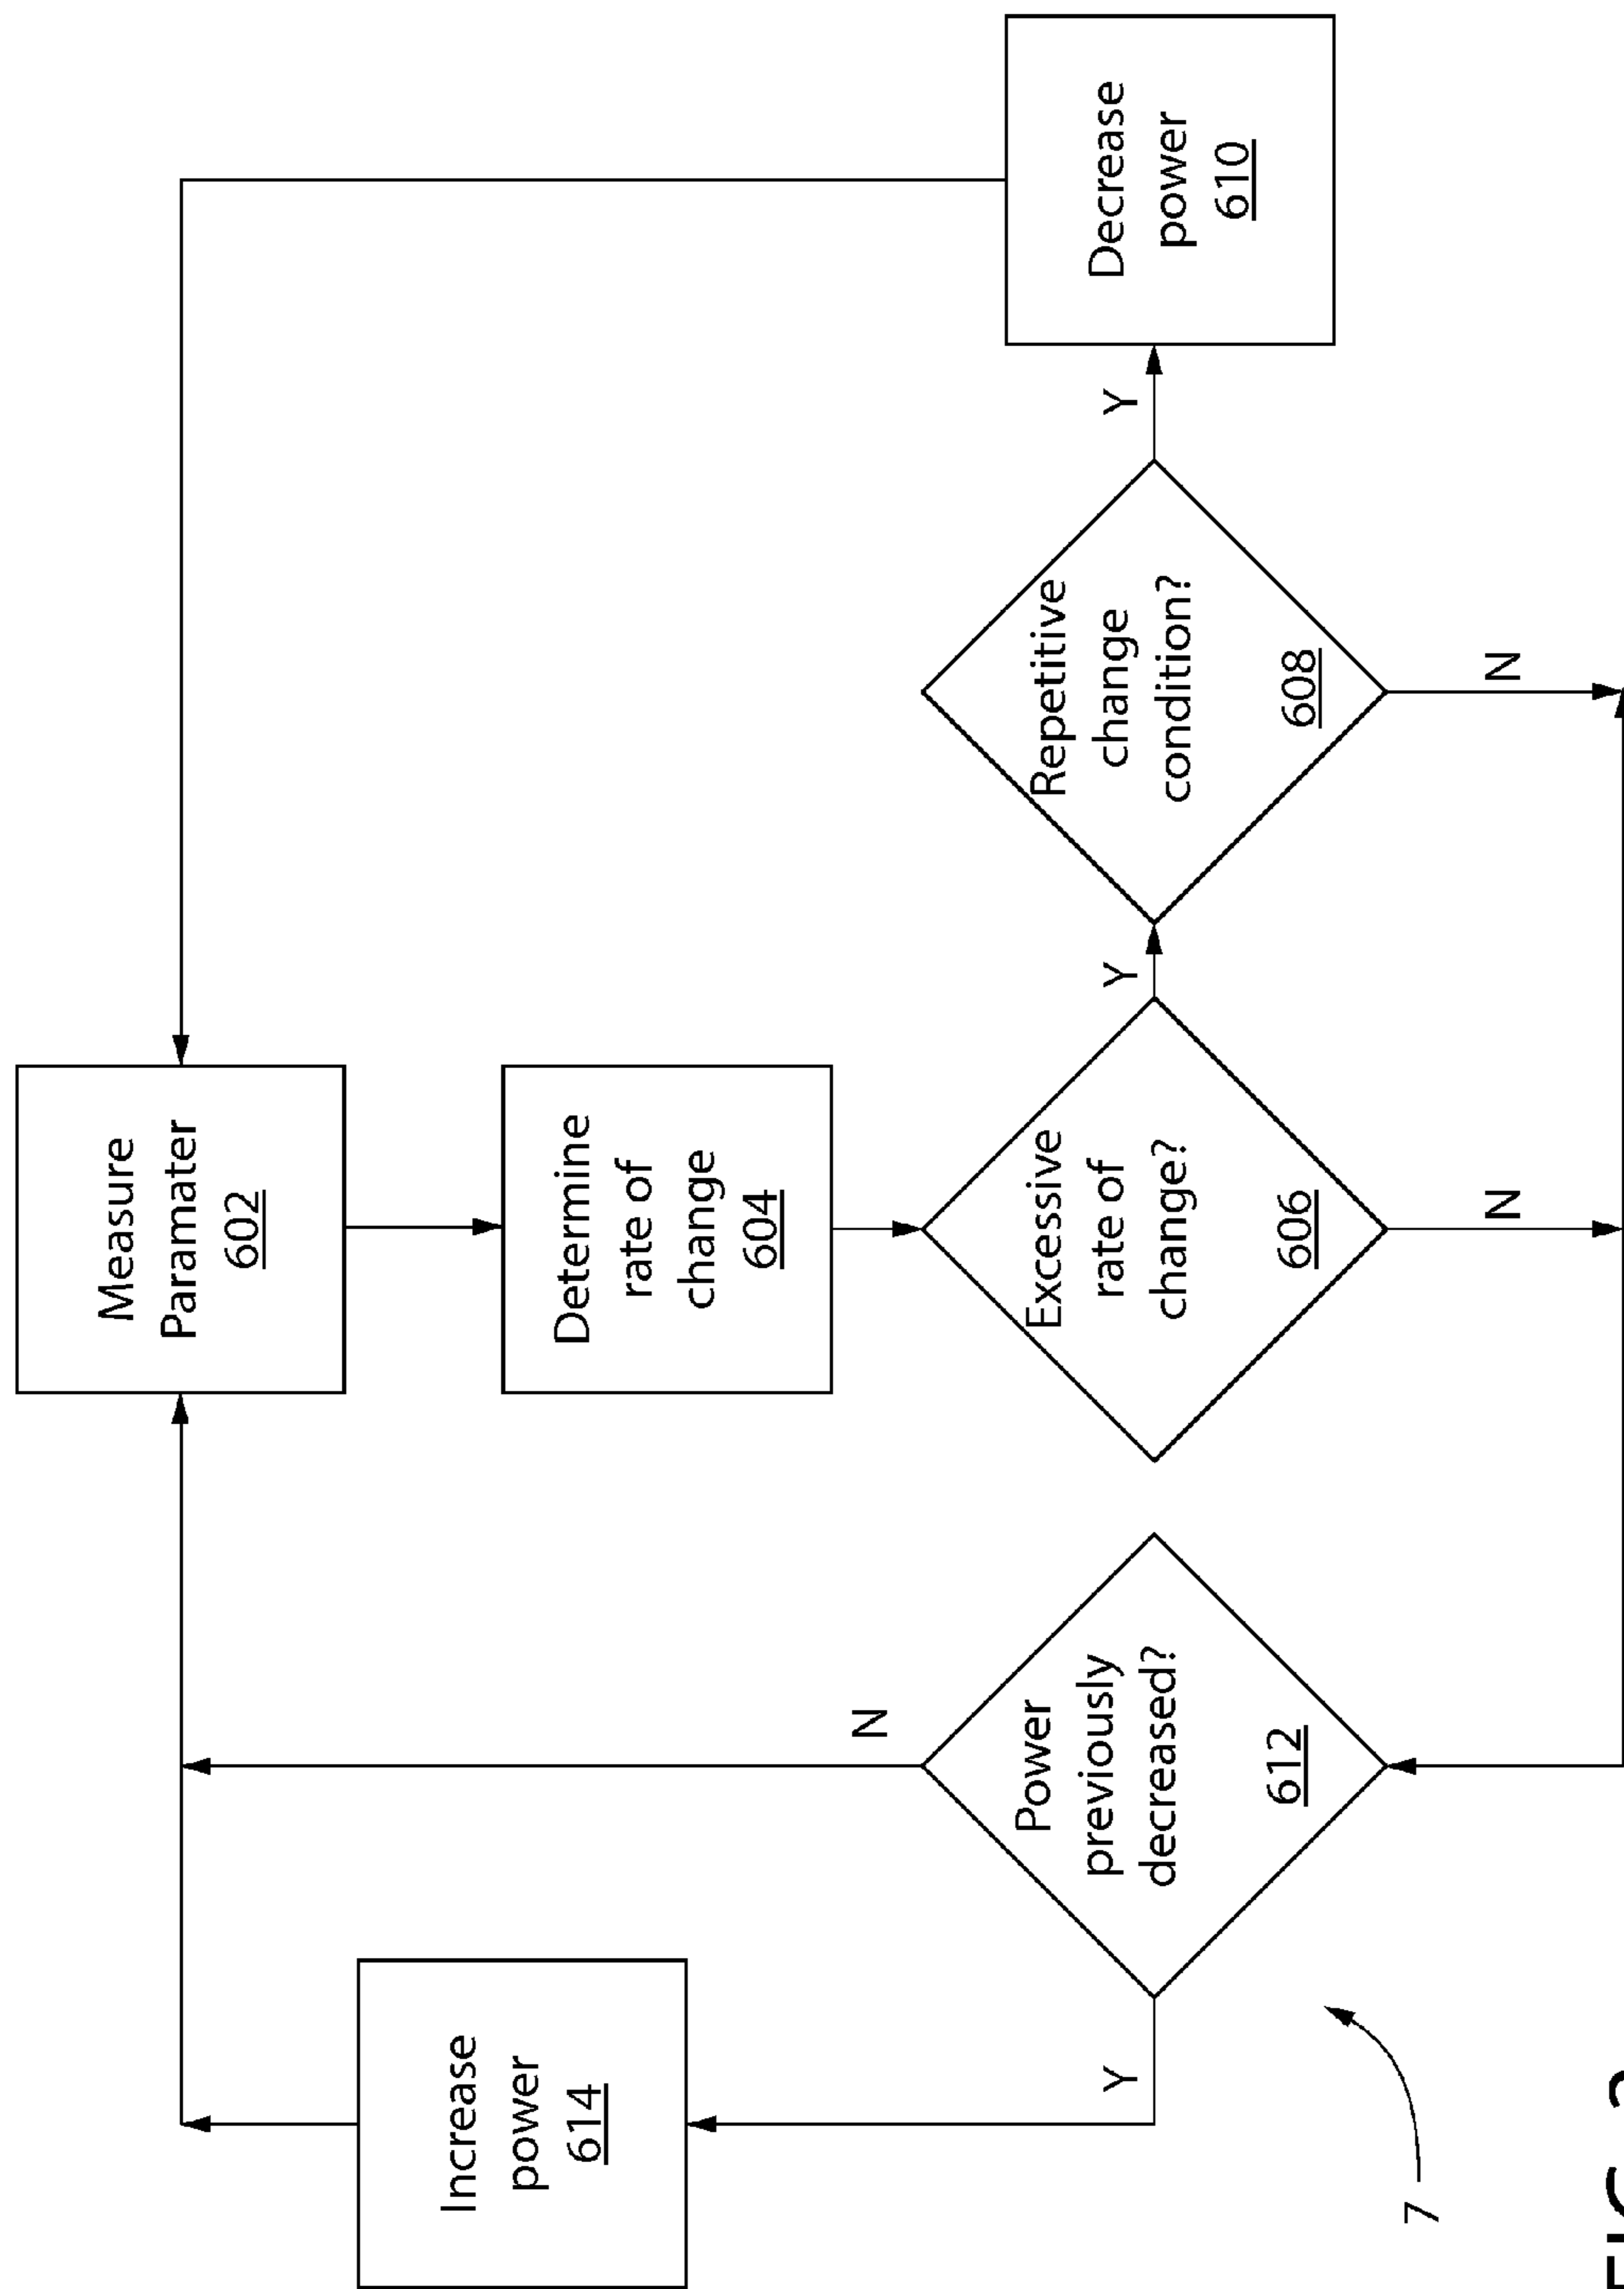 Measure
Paramater
602
Determine
rate of
change
604
Increase
power
614
N
Power
previously
decreased?
612
Y
Excessive
rate of
change?
606
Y
N
Repetitive
change
condition?
608
Y
N
Decrease
power
610
7